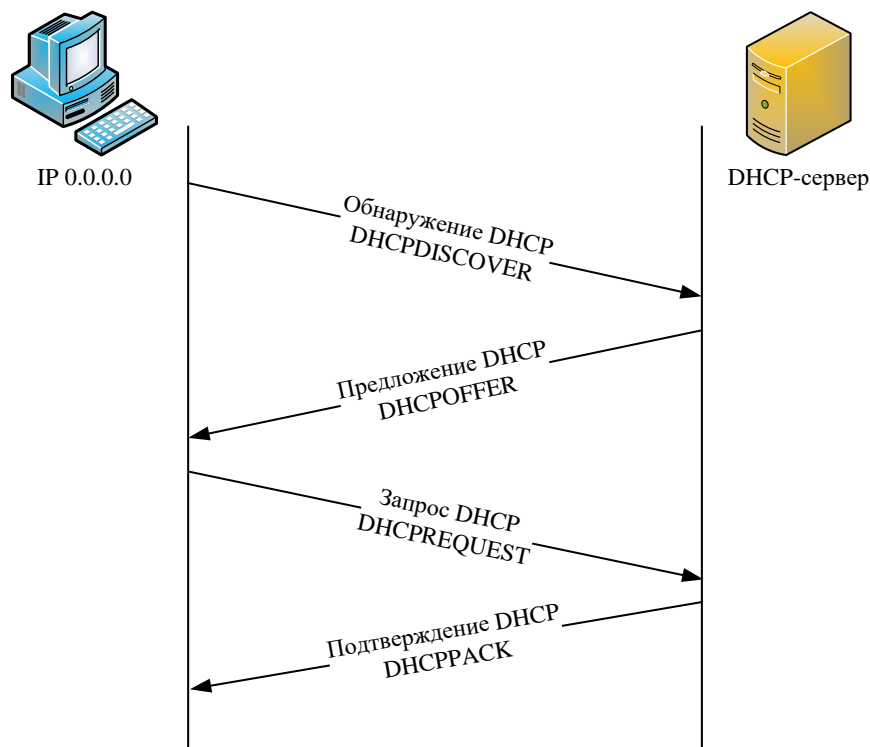 IP 0.0.0.0
DHCP-сервер
Обнаружение DHCP
DHCPDISCOVER
Предложение DHCP
DHCPOFFER
Запрос DHCP
DHCPREQUEST
Подтверждение DHCP
DHCPPACK